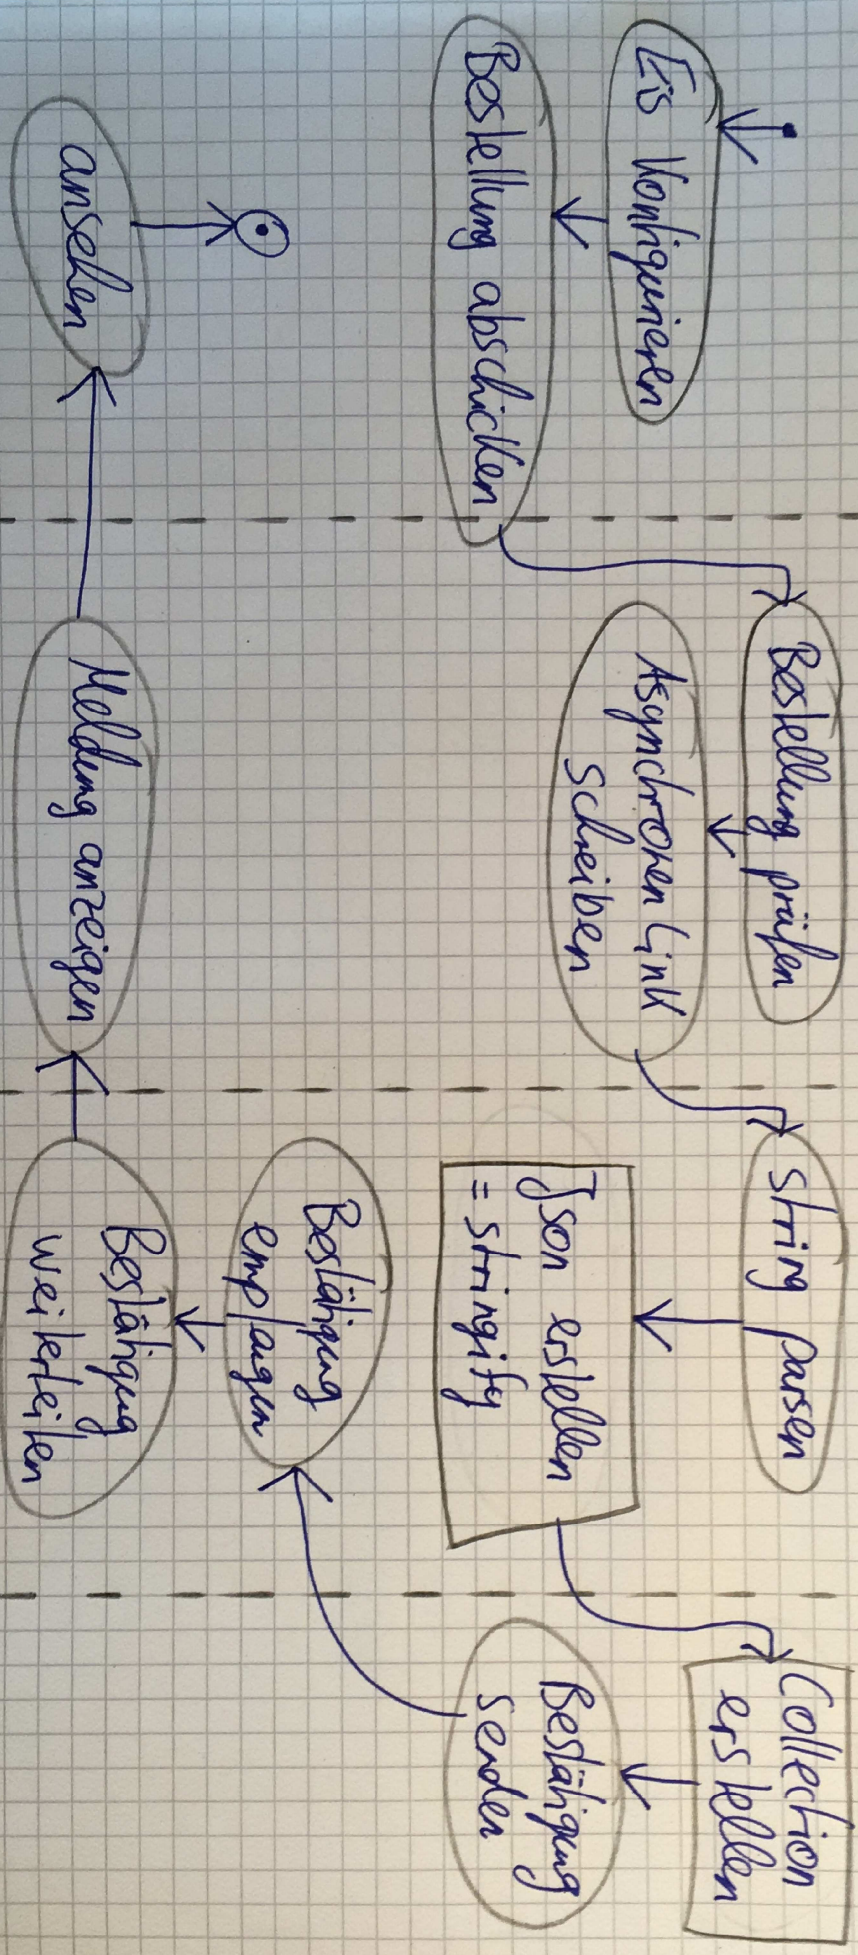 Eis konfigurieren
Bestellung abschicken
ansehen
Bestellung prüfen
Asynchronen Link
schreiben
Meldung anzeigen
String parsen
Json erstellen
= stringify
Bestätigung
empfangen
Bestätigung
weiterleiten
Collection
erstellen
Bestätigung
senden